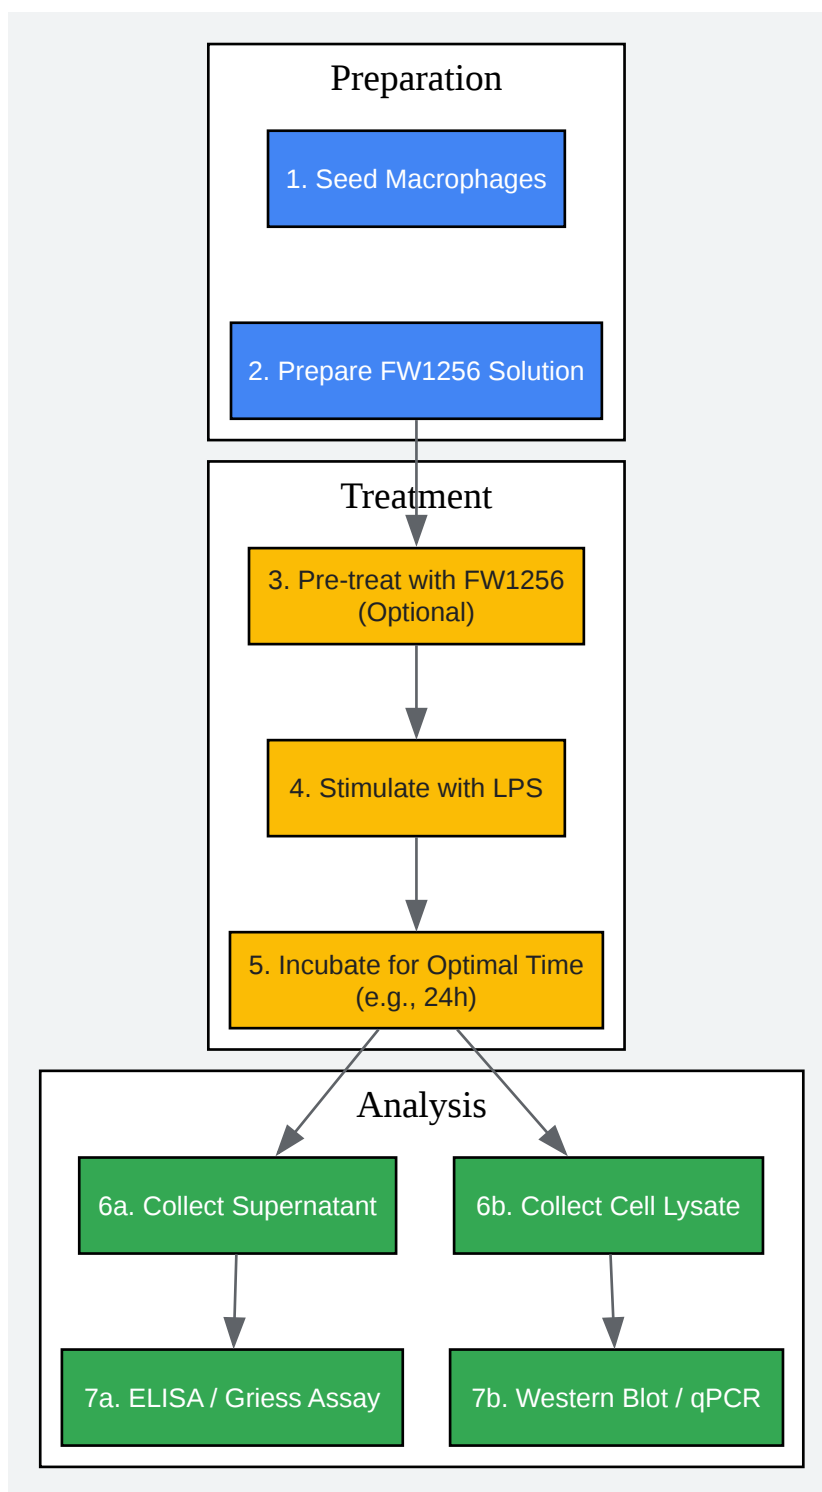 Preparation
1. Seed Macrophages
2. Prepare FW1256 Solution
Treatment
3. Pre-treat with FW1256
(Optional)
4. Stimulate with LPS
5. Incubate for Optimal Time
(e.g., 24h)
Analysis
6a. Collect Supernatant
6b. Collect Cell Lysate
7a. ELISA / Griess Assay
7b. Western Blot / qPCR